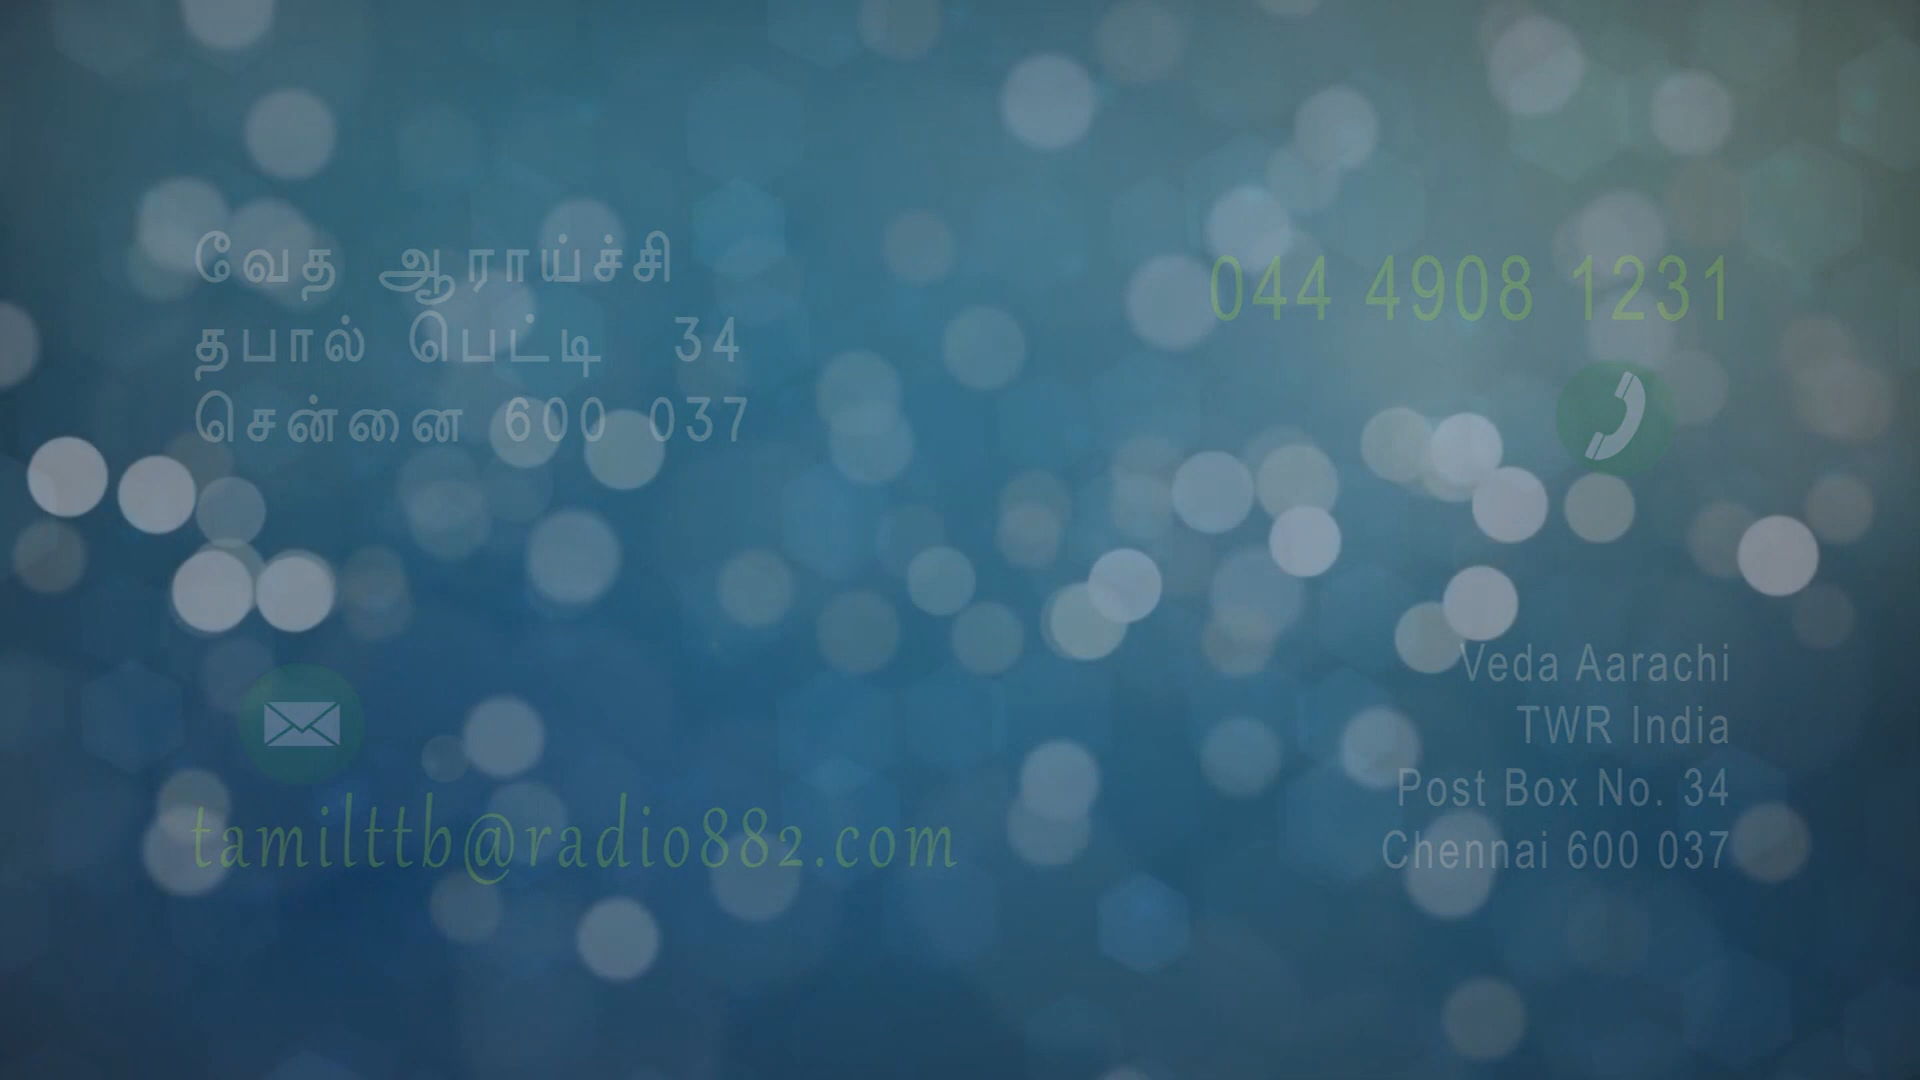 வேத ஆராய்ச்சி
தபால் பெட்டி 34
சென்னை 600 037
044 4908 1231
tamilttb@radio882.com
Veda Aarachi
TWR India
Post Box No. 34
Chennai 600 037